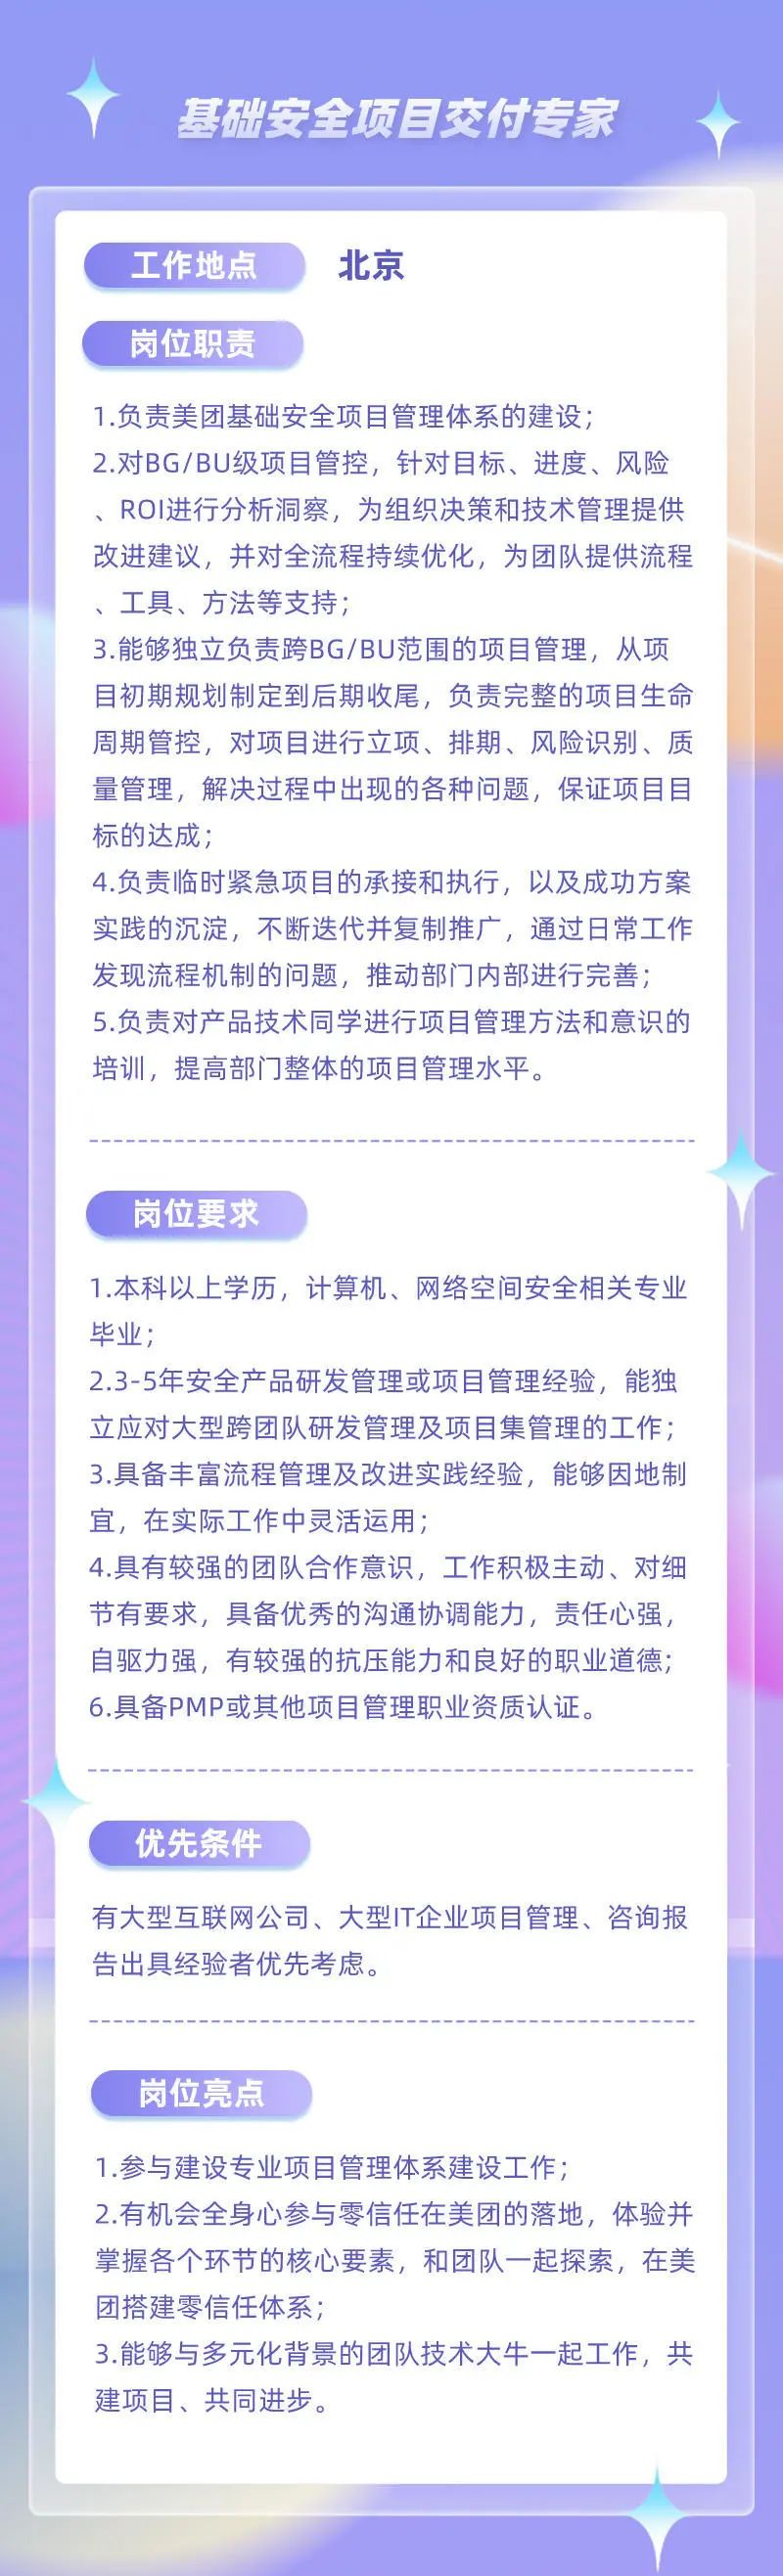 基础安全项目交付专家
工作地点
北京
岗位职责
1.负责美团基础安全项目管理体系的建设；
2.对BG/BU级项目管控，针对目标、进度、风险
、ROI进行分析洞察，为组织决策和技术管理提供
改进建议，并对全流程持续优化，为团队提供流程
、工具、方法等支持；
3.能够独立负责跨BG/BU范围的项目管理，从项
目初期规划制定到后期收尾，负责完整的项目生命
周期管控，对项目进行立项、排期、风险识别、质
量管理，解决过程中出现的各种问题，保证项目目
标的达成；
4.负责临时紧急项目的承接和执行，以及成功方案
实践的沉淀，不断迭代并复制推广，通过日常工作
发现流程机制的问题，推动部门内部进行完善；
5.负责对产品技术同学进行项目管理方法和意识的
培训，提高部门整体的项目管理水平。
岗位要求
1.本科以上学历，计算机、网络空间安全相关专业
毕业；
2.3-5年安全产品研发管理或项目管理经验，能独
立应对大型跨团队研发管理及项目集管理的工作；
3.具备丰富流程管理及改进实践经验，能够因地制
宜，在实际工作中灵活运用；
4.具有较强的团队合作意识，工作积极主动、对细
节有要求，具备优秀的沟通协调能力，责任心强，
自驱力强，有较强的抗压能力和良好的职业道德；
6.具备PMP或其他项目管理职业资质认证。
优先条件
有大型互联网公司、大型IT企业项目管理、咨询报
告出具经验者优先考虑。
岗位亮点
1.参与建设专业项目管理体系建设工作；
2.有机会全身心参与零信任在美团的落地，体验并
掌握各个环节的核心要素，和团队一起探索，在美
团搭建零信任体系；
3.能够与多元化背景的团队技术大牛一起工作，共
建项目、共同进步。